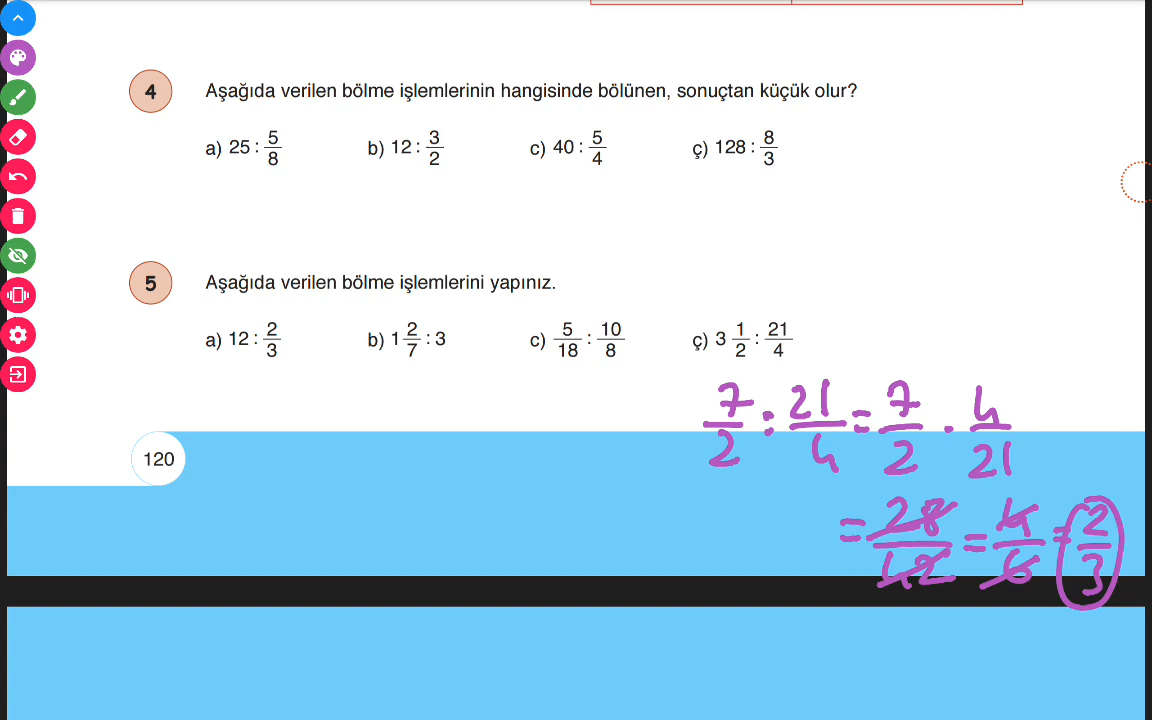 4 Aşağıda verilen bölme işlemlerinin hangisinde bölünen, sonuçtan küçük olur?
a) 25 : 5/8 b) 12 : 3/2 c) 40 : 5/4 ç) 128 : 8/3
5 Aşağıda verilen bölme işlemlerini yapınız.
a) 12 : 2/3 b) 1 2/7 : 3 c) 5/18 : 10/8 ç) 3 1/2 : 21/4
7/2 : 21/4 = 7/2 . 4/21
120
= 28/42 = 4/6 = 2/3